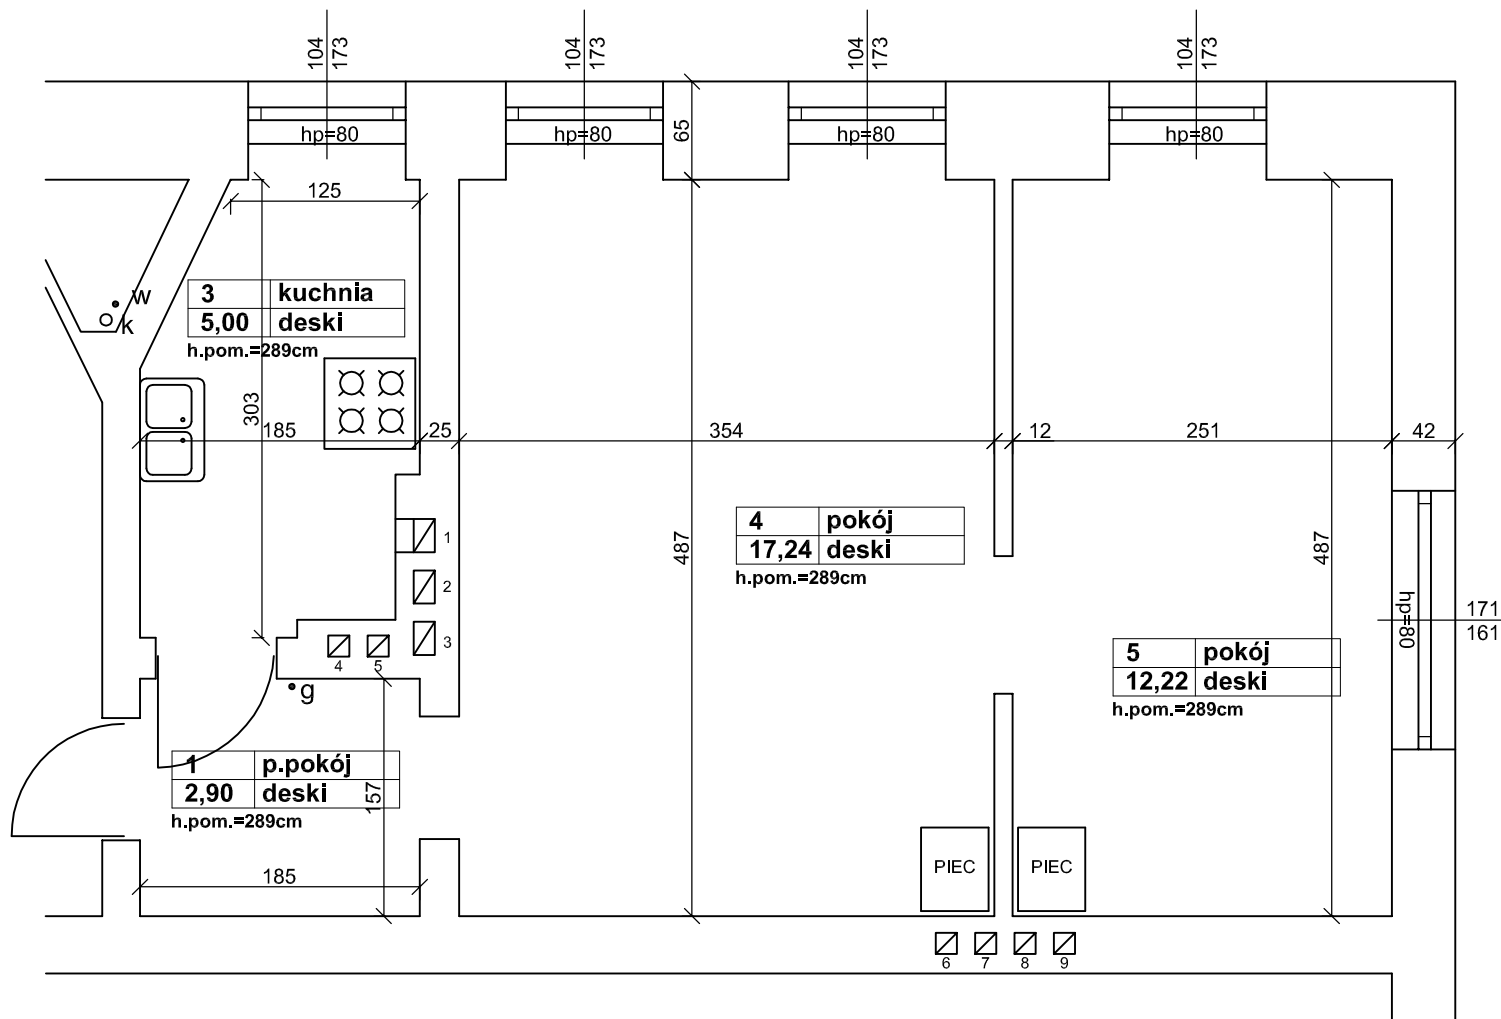 104
173
104
173
104
173
104
173
hp=80
hp=80
hp=80
hp=80
65
125
w
k
3 kuchnia
5,00 deski
h.pom.=289cm
303
185
25
354
12
251
42
1
2
3
4
5
g
487
4 pokój
17,24 deski
h.pom.=289cm
487
hp=80
171
161
5 pokój
12,22 deski
h.pom.=289cm
1 p.pokój
2,90 deski
h.pom.=289cm
157
185
PIEC
PIEC
6
7
8
9